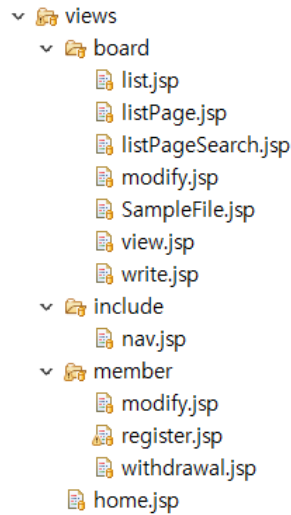 views
board
list.jsp
listPage.jsp
listPageSearch.jsp
modify.jsp
SampleFile.jsp
view.jsp
write.jsp
include
nav.jsp
member
modify.jsp
register.jsp
withdrawal.jsp
home.jsp